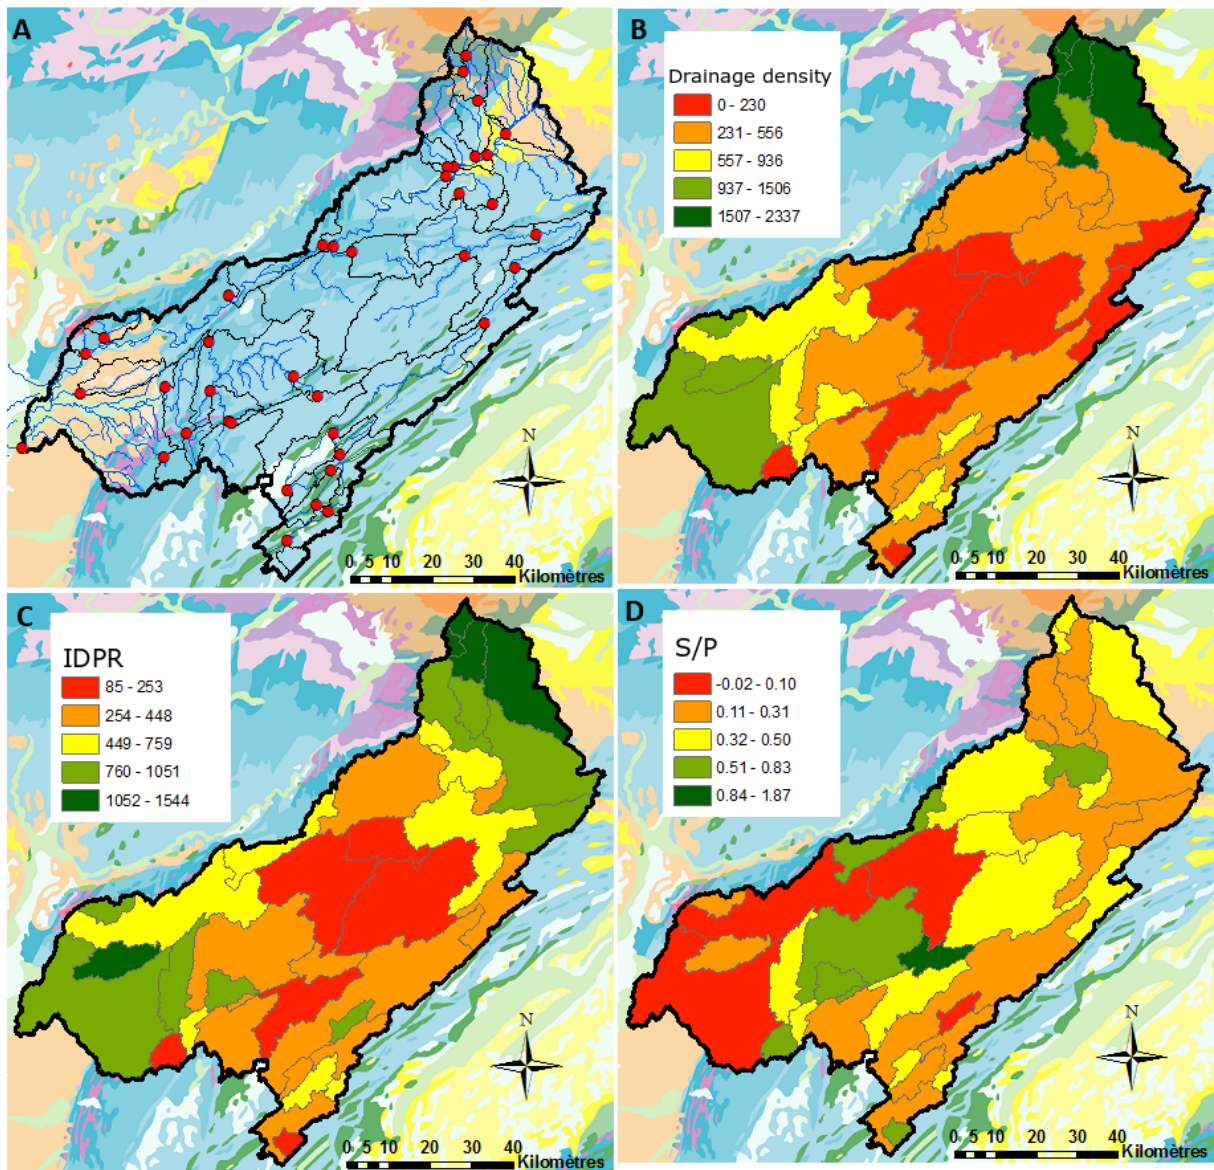 A
N
0 5 10 20 30 40
Kilomètres
B
Drainage density
0 - 230
231 - 556
557 - 936
937 - 1506
1507 - 2337
N
0 5 10 20 30 40
Kilomètres
C
IDPR
85 - 253
254 - 448
449 - 759
760 - 1051
1052 - 1544
N
0 5 10 20 30 40
Kilomètres
D
S/P
-0.02 - 0.10
0.11 - 0.31
0.32 - 0.50
0.51 - 0.83
0.84 - 1.87
N
0 5 10 20 30 40
Kilomètres